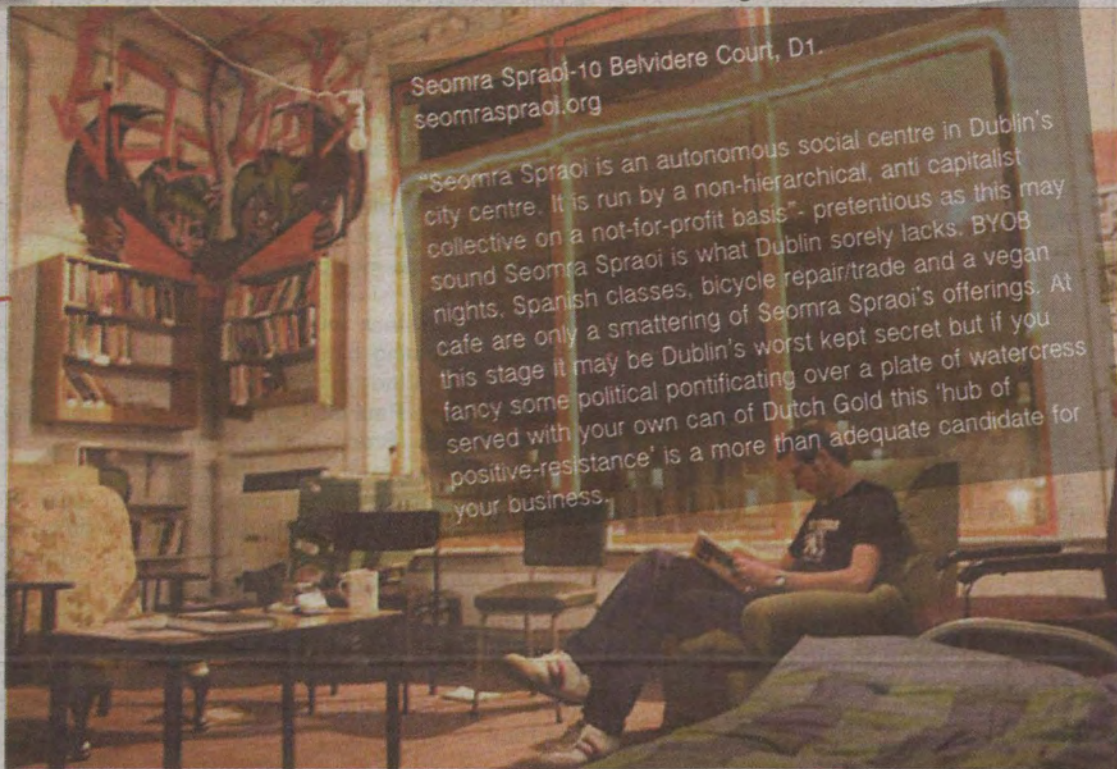 Seomra Spraoi-10 Belvidere Court, D1.
seomraspraoi.org
"Seomra Spraoi is an autonomous social centre in Dublin's
city centre. It is run by a non-hierarchical, anti capitalist
collective on a not-for-profit basis"- pretentious as this may
sound Seomra Spraoi is what Dublin sorely lacks. BYOB
nights, Spanish classes, bicycle repair/trade and a vegan
cafe are only a smattering of Seomra Spraoi's offerings. At
this stage it may be Dublin's worst kept secret but if you
fancy some political pontificating over a plate of watercress
served with your own can of Dutch Gold this 'hub of
positive-resistance' is a more than adequate candidate for
your business.